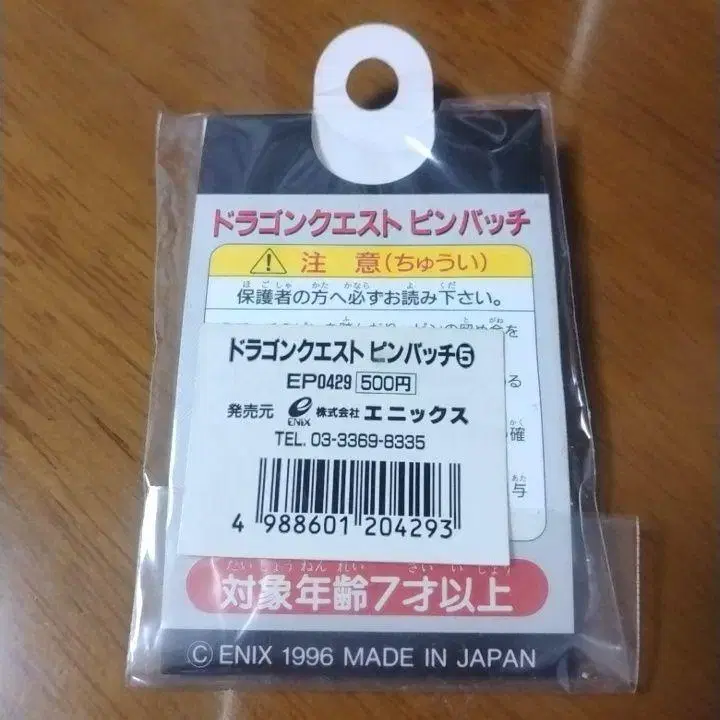 ドラゴンクエスト ピンバッチ
注 意(ちゅうい)
ほごしゃ かた かなら よ くだ
保護者の方へ必ずお読み下さい。
ドラゴンクエスト ピンバッチ⑤
EP0429 500円
発売元 ENIX 株式会社 エニックス
TEL. 03-3369-8335
4 988601 204293
たいしょうねんれい さいいじょう
対象年齢7才以上
© ENIX 1996 MADE IN JAPAN